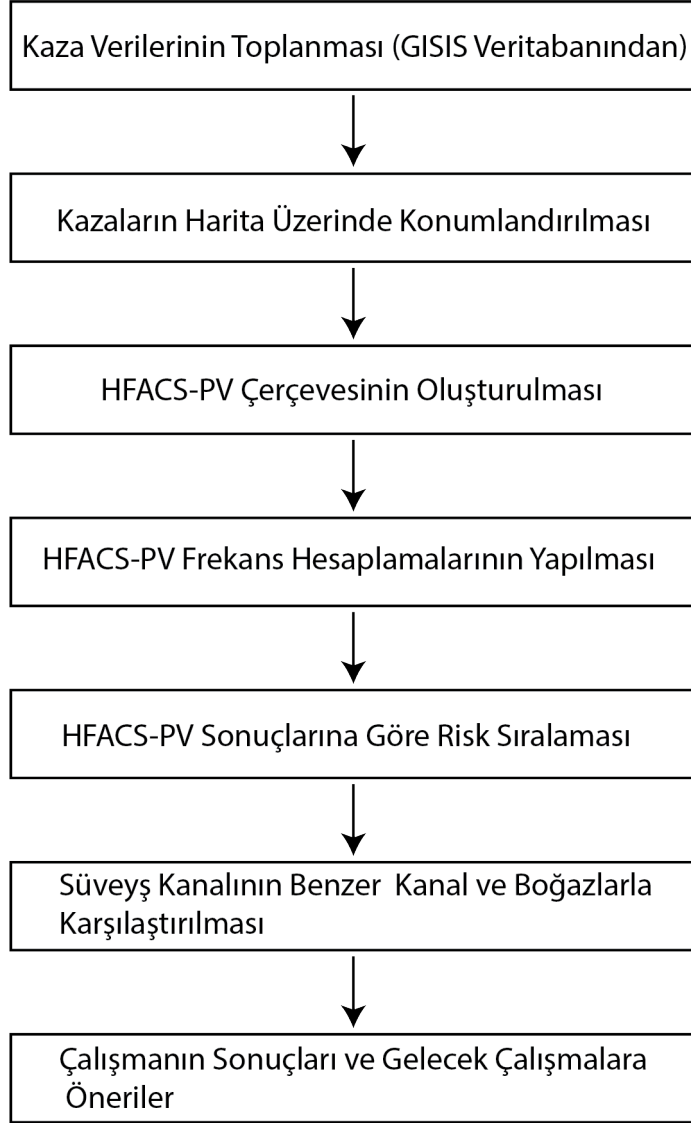 Kaza Verilerinin Toplanması (GISIS Veritabanından)
Kazaların Harita Üzerinde Konumlandırılması
HFACS-PV Çerçevesinin Oluşturulması
HFACS-PV Frekans Hesaplamalarının Yapılması
HFACS-PV Sonuçlarına Göre Risk Sıralaması
Süveyş Kanalının Benzer Kanal ve Boğazlarla
Karşılaştırılması
Çalışmanın Sonuçları ve Gelecek Çalışmalara
Öneriler